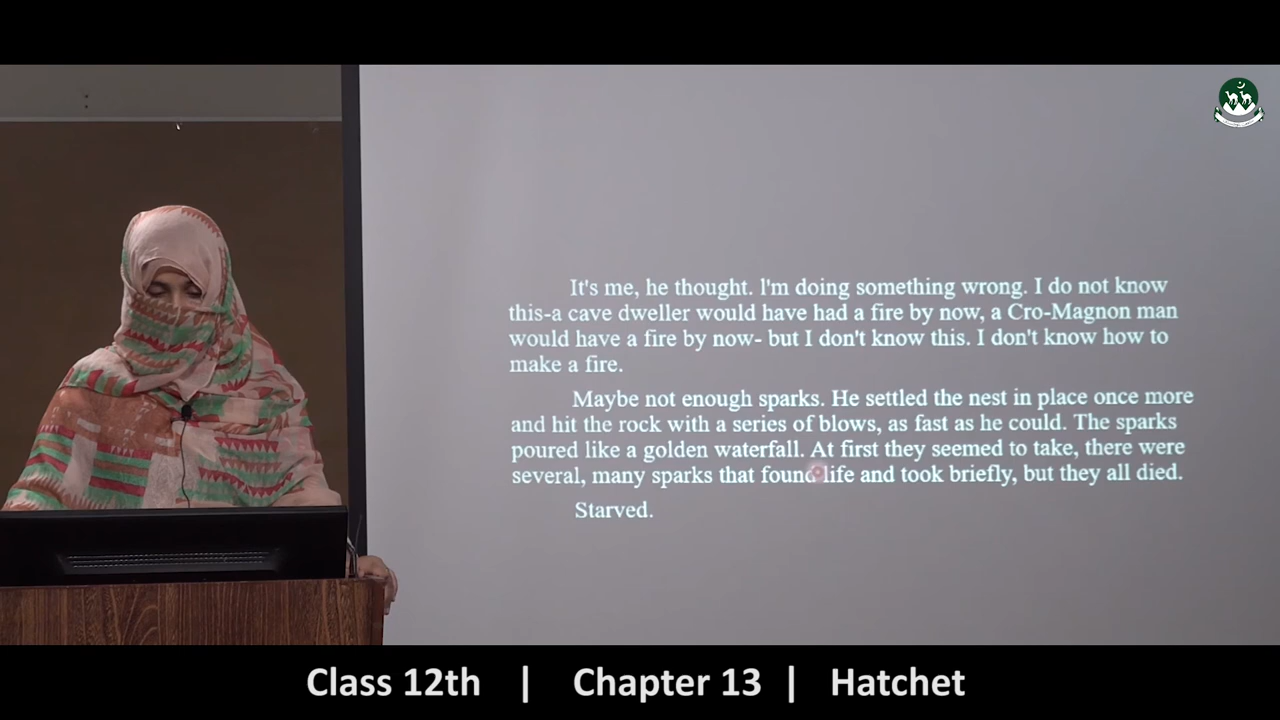 It's me, he thought. I'm doing something wrong. I do not know
this-a cave dweller would have had a fire by now, a Cro-Magnon man
would have a fire by now- but I don't know this. I don't know how to
make a fire.
Maybe not enough sparks. He settled the nest in place once more
and hit the rock with a series of blows, as fast as he could. The sparks
poured like a golden waterfall. At first they seemed to take, there were
several, many sparks that found life and took briefly, but they all died.
Starved.
Class 12th | Chapter 13 | Hatchet